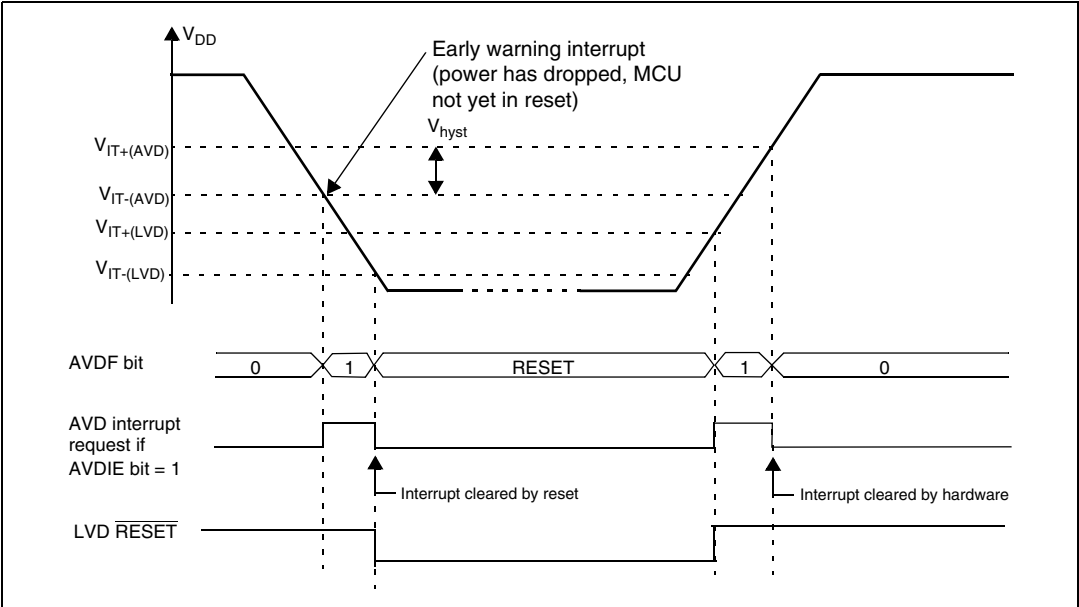 VDD
Early warning interrupt
(power has dropped, MCU
not yet in reset)
Vhyst
VIT+(AVD)
VIT-(AVD)
VIT+(LVD)
VIT-(LVD)
AVDF bit
0
1
RESET
1
0
AVD interrupt
request if
AVDIE bit = 1
Interrupt cleared by reset
Interrupt cleared by hardware
LVD RESET